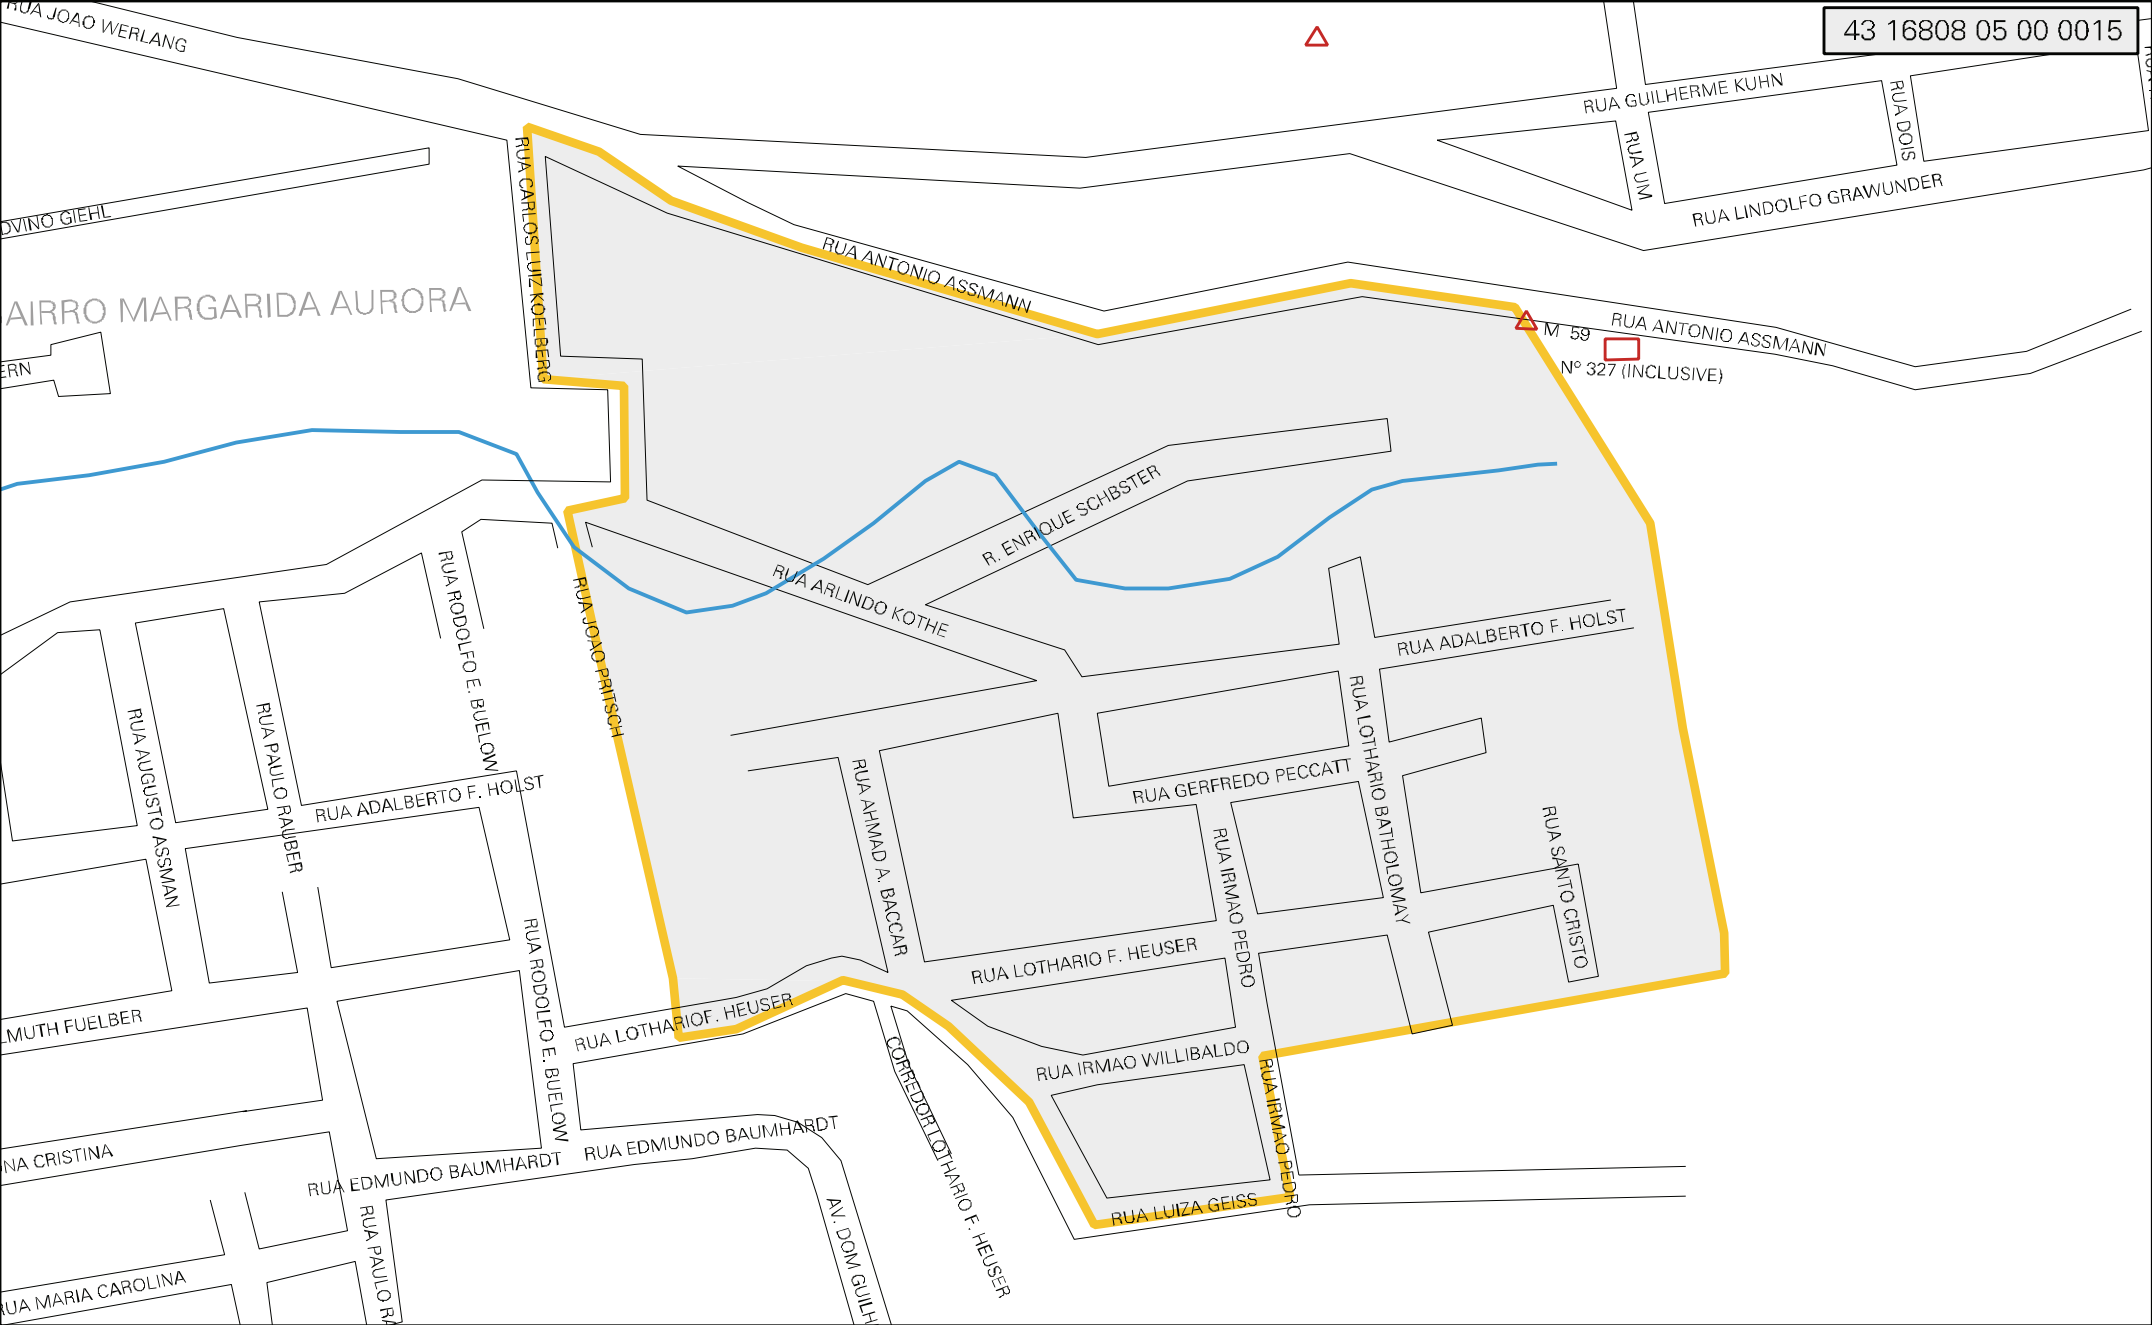 RUA JOAO WERLANG
43 16808 05 00 0015
RUA GUILHERME KUHN
RUA DOIS
RUA UM
RUA LINDOLFO GRAWUNDER
DVINO GIEHL
RUA CARLOS LUIZ KOELBERG
RUA ANTONIO ASSMANN
AIRRO MARGARIDA AURORA
RUA ANTONIO ASSMANN
M 59
Nº 327 (INCLUSIVE)
ERN
R. ENRIQUE SCHBSTER
RUA ARLINDO KOTHE
RUA RODOLFO E. BUELOW
RUA JOAO PRITSCH
RUA ADALBERTO F. HOLST
RUA LOTHARIO BATHOLOMAY
RUA AUGUSTO ASSMAN
RUA PAULO RAUBER
RUA ADALBERTO F. HOLST
RUA AHMAD A. BACCAR
RUA GERFREDO PECCATT
RUA IRMAO PEDRO
RUA SANTO CRISTO
RUA LOTHARIO F. HEUSER
RUA RODOLFO E. BUELOW
LMUTH FUELBER
RUA LOTHARIOF. HEUSER
CORREDOR LOTHARIO F. HEUSER
RUA IRMAO WILLIBALDO
RUA IRMAO PEDRO
NA CRISTINA
RUA EDMUNDO BAUMHARDT
RUA EDMUNDO BAUMHARDT
RUA LUIZA GEISS
RUA PAULO RA
AV. DOM GUILH
RUA MARIA CAROLINA